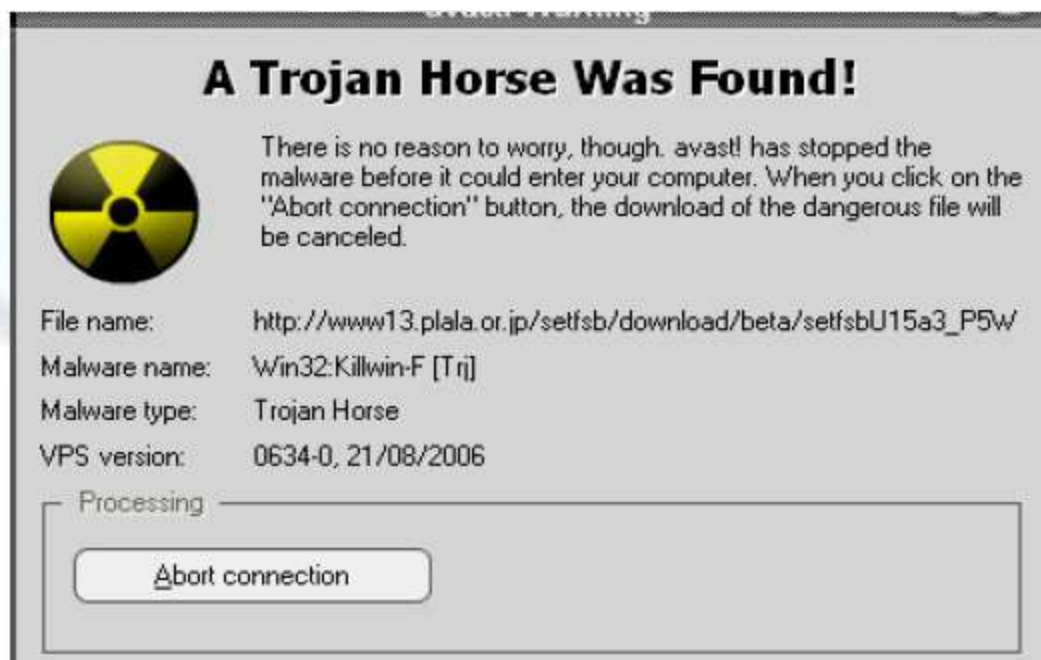 A Trojan Horse Was Found!
There is no reason to worry, though. avast! has stopped the
malware before it could enter your computer. When you click on the
"Abort connection" button, the download of the dangerous file will
be canceled.
File name: http://www13.plala.or.jp/setfsb/download/beta/setfsbU15a3_P5W
Malware name: Win32:Killwin-F [Trj]
Malware type: Trojan Horse
VPS version: 0634-0, 21/08/2006
Processing
Abort connection